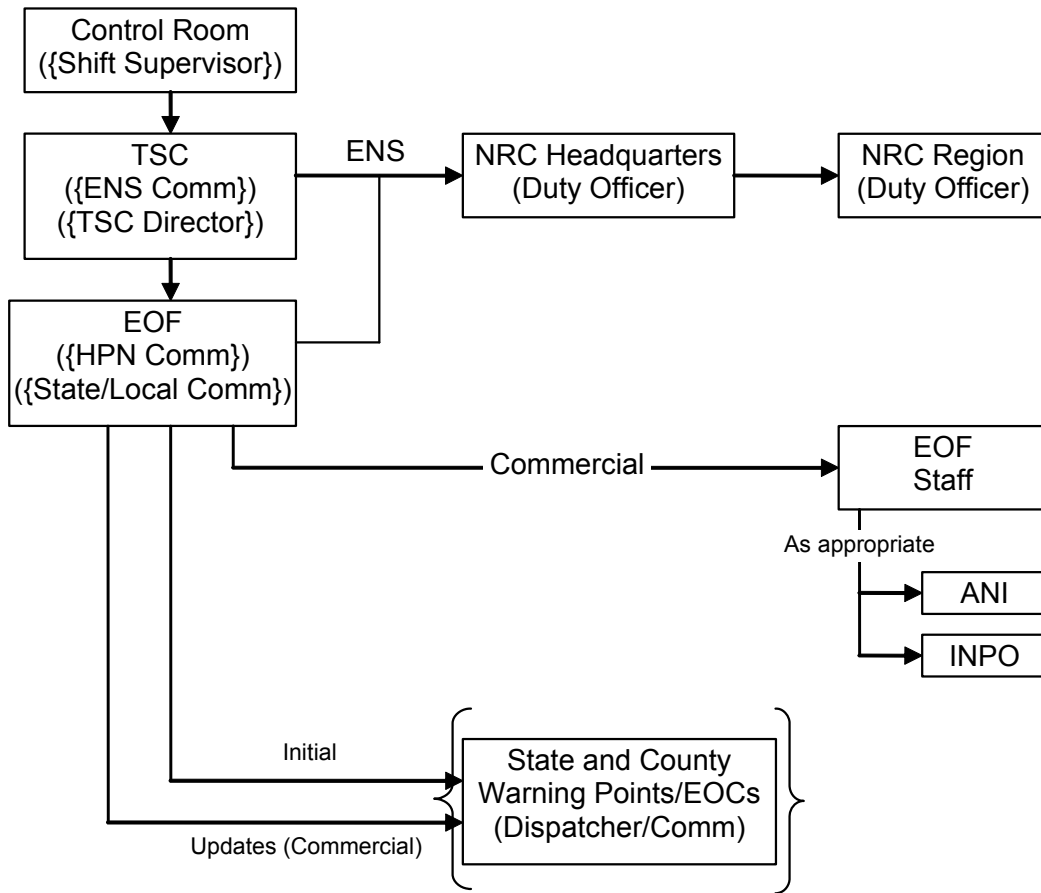 Control Room
({Shift Supervisor})
TSC
({ENS Comm})
({TSC Director})
ENS
NRC Headquarters
(Duty Officer)
NRC Region
(Duty Officer)
EOF
({HPN Comm})
({State/Local Comm})
Commercial
EOF
Staff
As appropriate
ANI
INPO
Initial
State and County
Warning Points/EOCs
(Dispatcher/Comm)
Updates (Commercial)